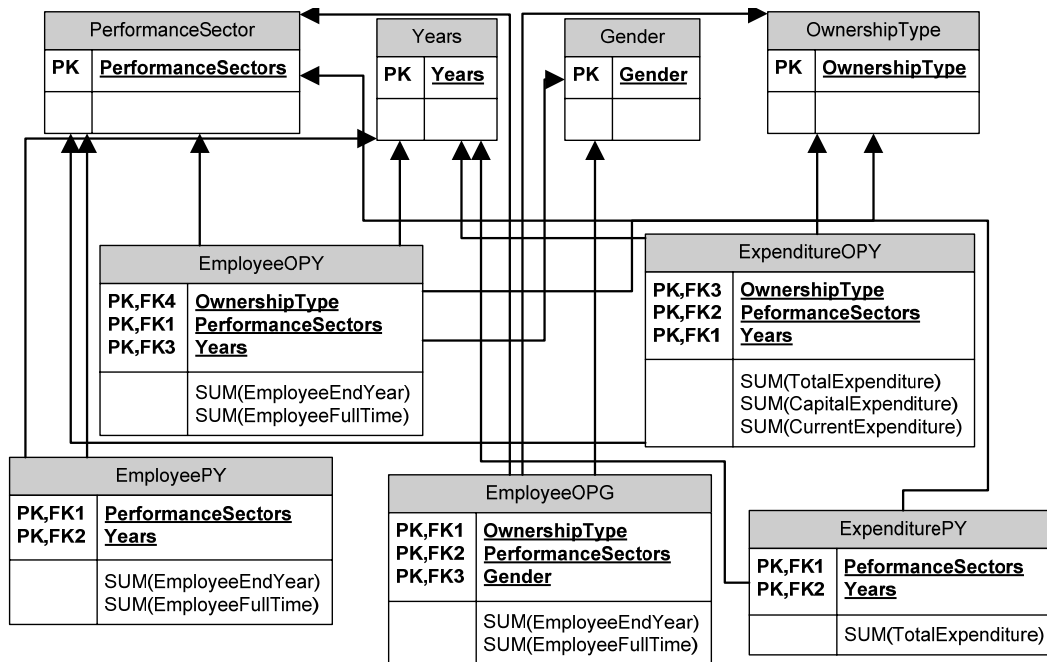 PerformanceSector
PK PerformanceSectors
Years
PK Years
Gender
PK Gender
OwnershipType
PK OwnershipType
EmployeeOPY
PK,FK4 OwnershipType
PK,FK1 PerformanceSectors
PK,FK3 Years
SUM(EmployeeEndYear)
SUM(EmployeeFullTime)
ExpenditureOPY
PK,FK3 OwnershipType
PK,FK2 PeformanceSectors
PK,FK1 Years
SUM(TotalExpenditure)
SUM(CapitalExpenditure)
SUM(CurrentExpenditure)
EmployeePY
PK,FK1 PerformanceSectors
PK,FK2 Years
SUM(EmployeeEndYear)
SUM(EmployeeFullTime)
EmployeeOPG
PK,FK1 OwnershipType
PK,FK2 PerformanceSectors
PK,FK3 Gender
SUM(EmployeeEndYear)
SUM(EmployeeFullTime)
ExpenditurePY
PK,FK1 PeformanceSectors
PK,FK2 Years
SUM(TotalExpenditure)